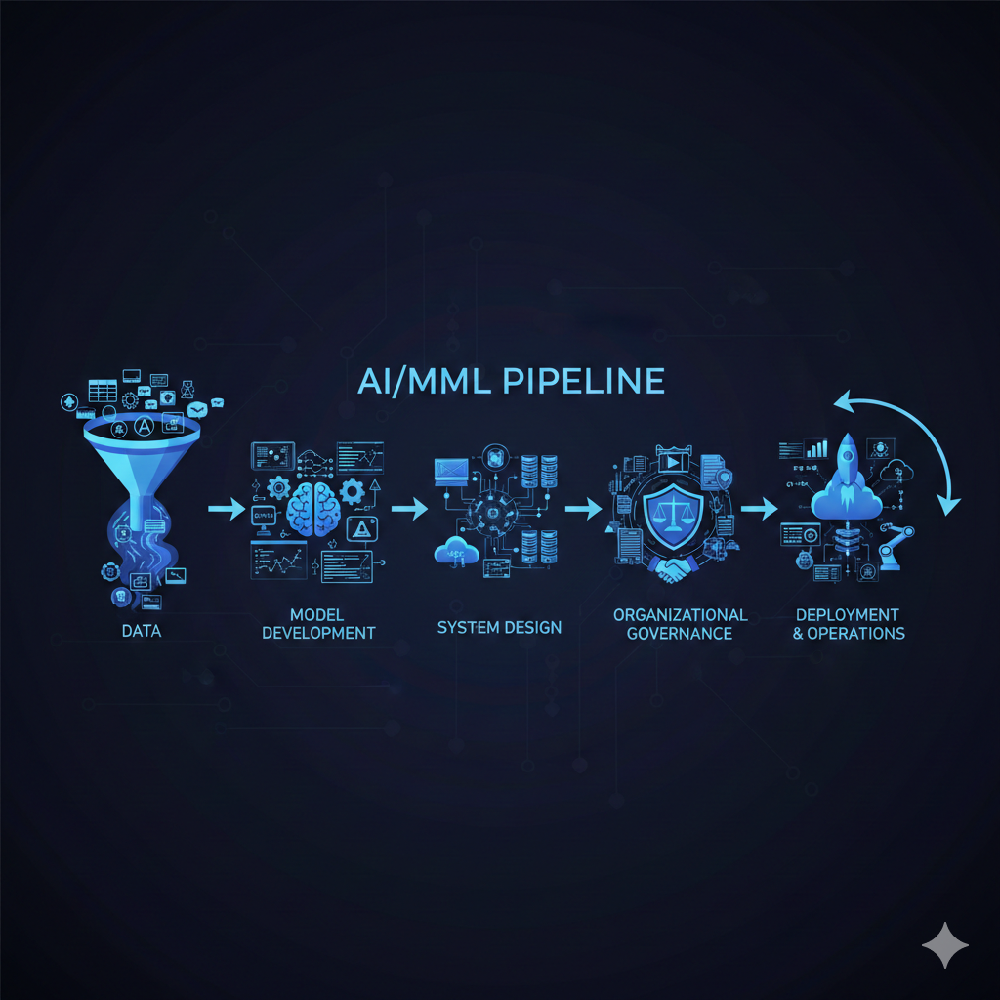 AI/MML PIPELINE
DATA
MODEL
DEVELOPMENT
SYSTEM DESIGN
ORGANIZATIONAL
GOVERNANCE
DEPLOYMENT
& OPERATIONS